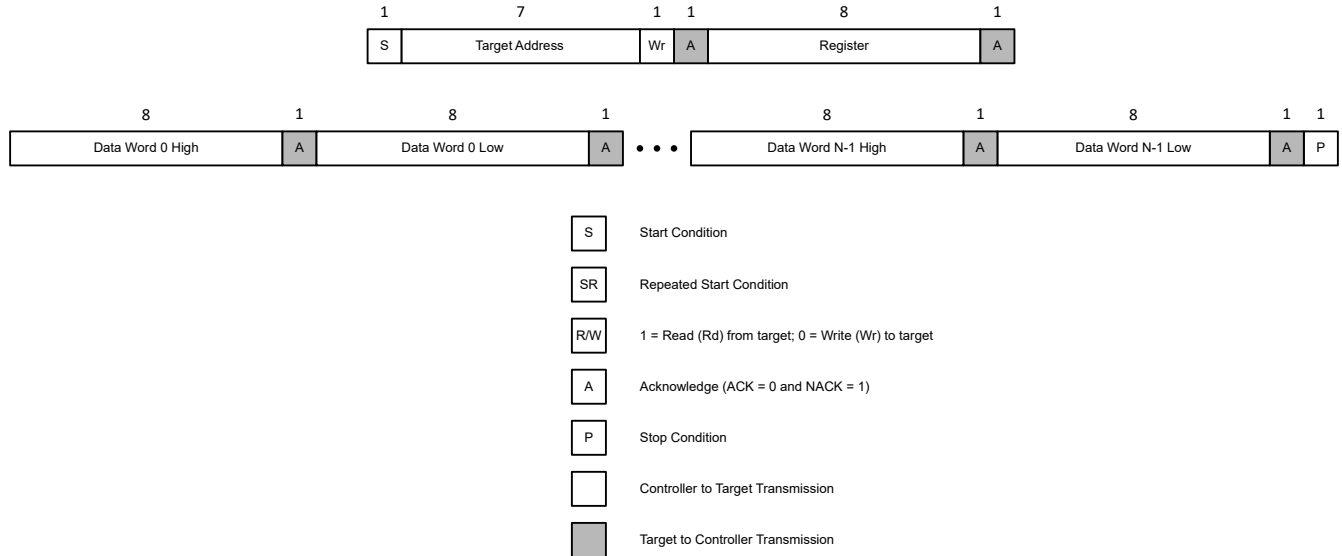 1 7 1 1 8 1
S Target Address Wr A Register A
8 1 8 1 8 1 8 1 1
Data Word 0 High A Data Word 0 Low A • • • Data Word N-1 High A Data Word N-1 Low A P
S Start Condition
SR Repeated Start Condition
R/W 1 = Read (Rd) from target; 0 = Write (Wr) to target
A Acknowledge (ACK = 0 and NACK = 1)
P Stop Condition
Controller to Target Transmission
Target to Controller Transmission